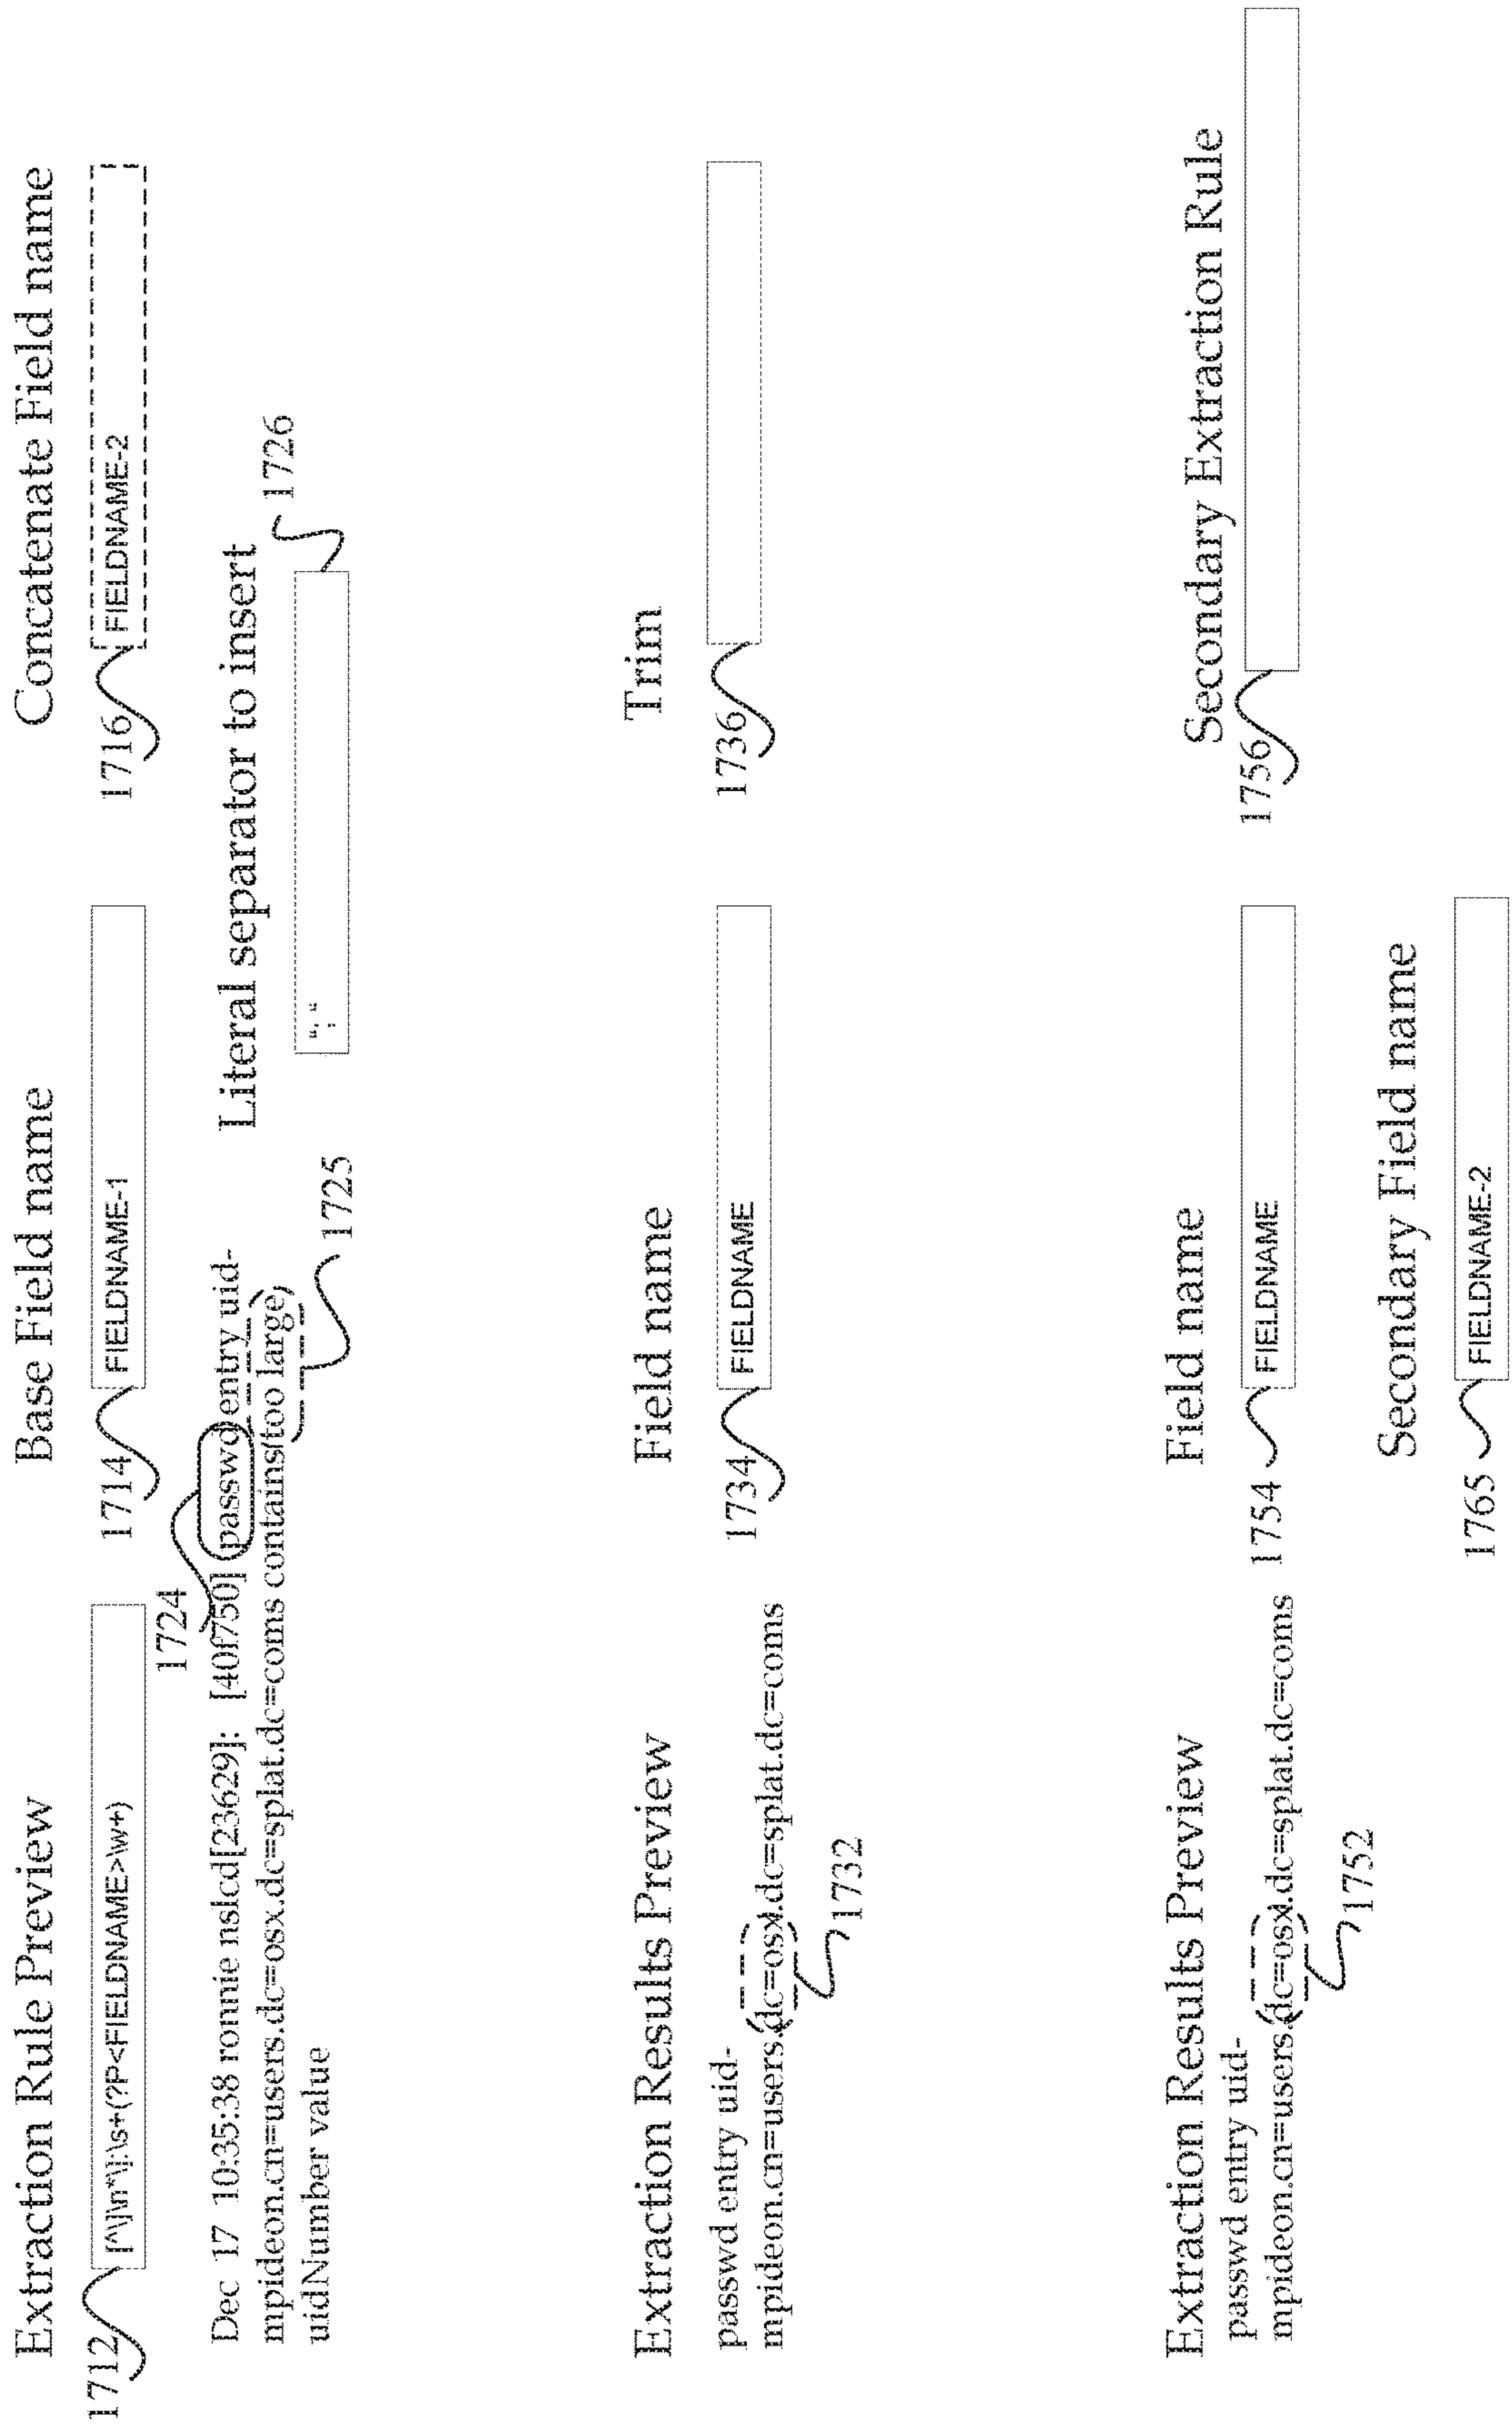 Extraction Rule Preview
Base Field name
Concatenate Field name
1712
[^\]\n*\]:\s+(?P<FIELDNAME>\w+)
1714
FIELDNAME-1
1716
FIELDNAME-2
1724
Dec 17 10:35:38 ronnie nslcd[23629]: [40f750] passwd entry uid-
mpideon.cn=users.dc=osx.dc=splat.dc=coms contains too large
uidNumber value
1725
Literal separator to insert
1726
Extraction Results Preview
Field name
Trim
passwd entry uid-
mpideon.cn=users.dc=osx.dc=splat.dc=coms
1732
1734
FIELDNAME
1736
Extraction Results Preview
Field name
Secondary Extraction Rule
passwd entry uid-
mpideon.cn=users.dc=osx.dc=splat.dc=coms
1752
1754
FIELDNAME
1756
Secondary Field name
1765
FIELDNAME-2